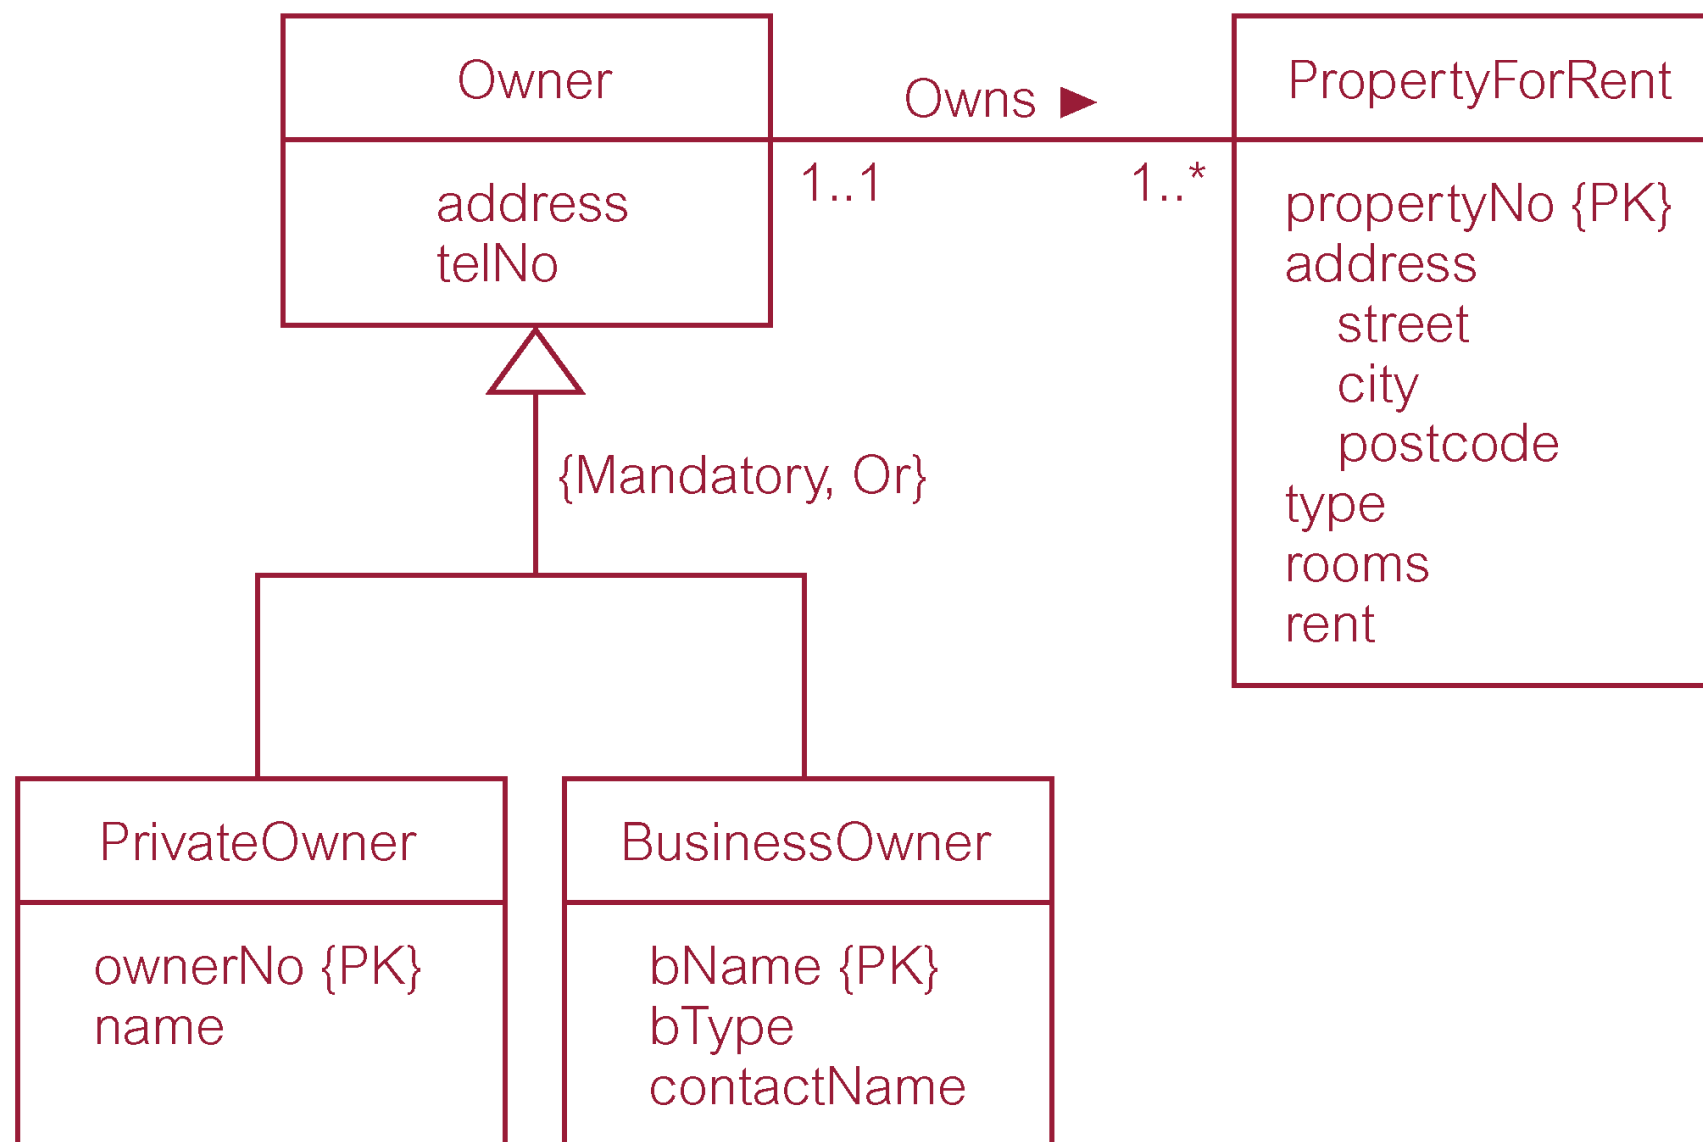 Owner
address
telNo
Owns ►
1..1
1..*
PropertyForRent
propertyNo {PK}
address
street
city
postcode
type
rooms
rent
{Mandatory, Or}
PrivateOwner
ownerNo {PK}
name
BusinessOwner
bName {PK}
bType
contactName